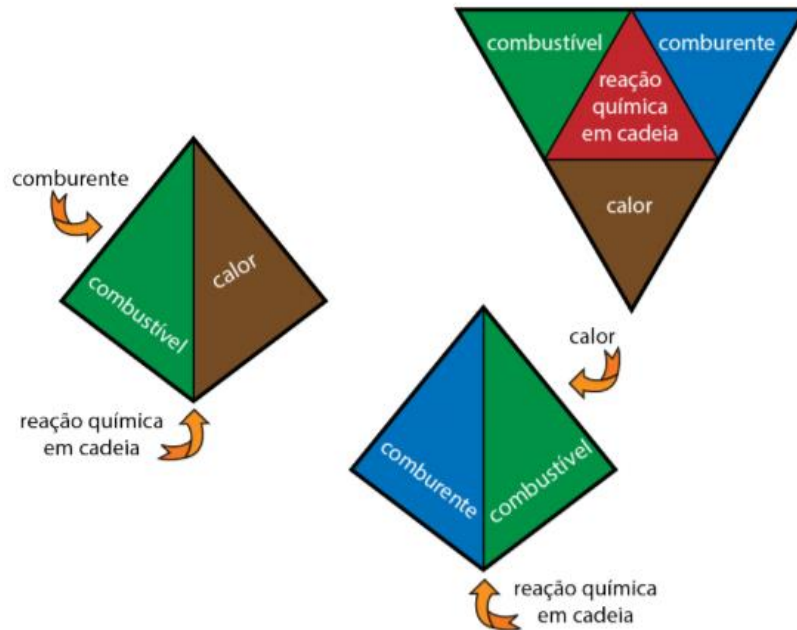 combustível
comburente
reação
química
em cadeia
calor
comburente
combustível
calor
reação química
em cadeia
calor
comburente
combustível
reação química
em cadeia